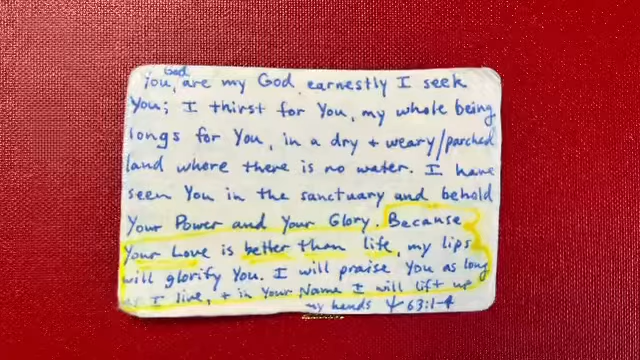 You, God, are my God, earnestly I seek
You; I thirst for You, my whole being
longs for You, in a dry + weary/parched
land where there is no water. I have
seen You in the sanctuary and behold
Your Power and Your Glory. Because
Your Love is better than life, my lips
will glorify You. I will praise You as long
as I live, + in Your Name I will lift up
my hands Ψ 63:1-4